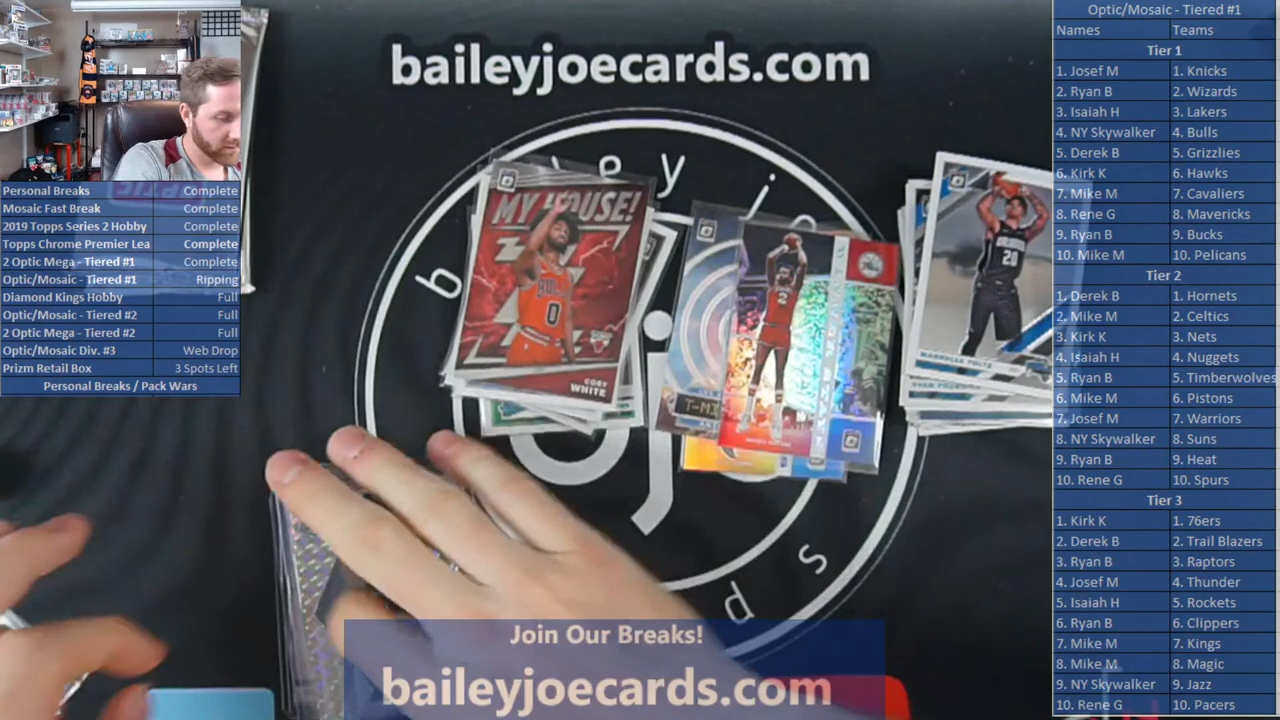 baileyjoecards.com
Personal Breaks Complete
Mosaic Fast Break Complete
2019 Topps Series 2 Hobby Complete
Topps Chrome Premier Lea Complete
2 Optic Mega - Tiered #1 Complete
Optic/Mosaic - Tiered #1 Ripping
Diamond Kings Hobby Full
Optic/Mosaic - Tiered #2 Full
2 Optic Mega - Tiered #2 Full
Optic/Mosaic Div. #3 Web Drop
Prizm Retail Box 3 Spots Left
Personal Breaks / Pack Wars
b
e
y
j
o
MY HOUSE!
BULLS
0
COBY
WHITE
2
20
T-M
bj
s
d
Join Our Breaks!
baileyjoecards.com
Optic/Mosaic - Tiered #1
Names Teams
Tier 1
1. Josef M 1. Knicks
2. Ryan B 2. Wizards
3. Isaiah H 3. Lakers
4. NY Skywalker 4. Bulls
5. Derek B 5. Grizzlies
6. Kirk K 6. Hawks
7. Mike M 7. Cavaliers
8. Rene G 8. Mavericks
9. Ryan B 9. Bucks
10. Mike M 10. Pelicans
Tier 2
1. Derek B 1. Hornets
2. Mike M 2. Celtics
3. Kirk K 3. Nets
4. Isaiah H 4. Nuggets
5. Ryan B 5. Timberwolves
6. Mike M 6. Pistons
7. Josef M 7. Warriors
8. NY Skywalker 8. Suns
9. Ryan B 9. Heat
10. Rene G 10. Spurs
Tier 3
1. Kirk K 1. 76ers
2. Derek B 2. Trail Blazers
3. Ryan B 3. Raptors
4. Josef M 4. Thunder
5. Isaiah H 5. Rockets
6. Ryan B 6. Clippers
7. Mike M 7. Kings
8. Mike M 8. Magic
9. NY Skywalker 9. Jazz
10. Rene G 10. Pacers